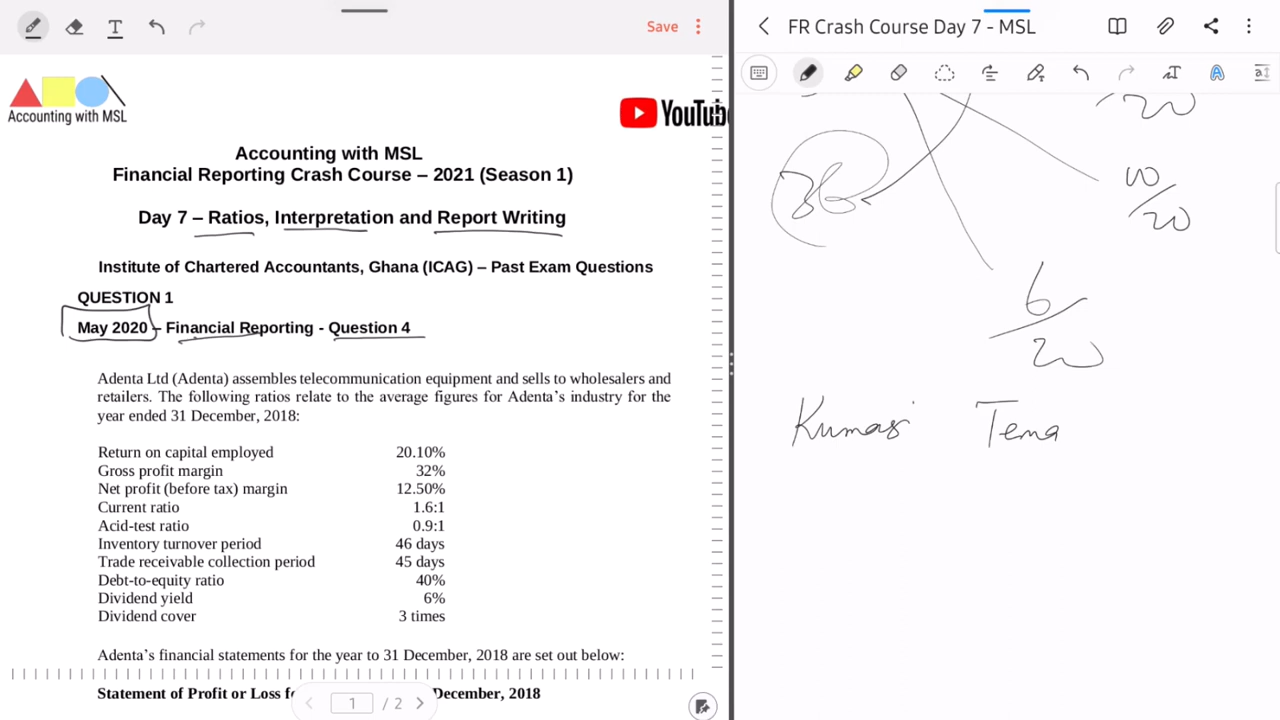 Save
FR Crash Course Day 7 - MSL
Accounting with MSL
YouTub
Accounting with MSL
Financial Reporting Crash Course – 2021 (Season 1)
Day 7 – Ratios, Interpretation and Report Writing
Institute of Chartered Accountants, Ghana (ICAG) – Past Exam Questions
QUESTION 1
May 2020 – Financial Reporting - Question 4
Adenta Ltd (Adenta) assembles telecommunication equipment and sells to wholesalers and
retailers. The following ratios relate to the average figures for Adenta's industry for the
year ended 31 December, 2018:
Return on capital employed 20.10%
Gross profit margin 32%
Net profit (before tax) margin 12.50%
Current ratio 1.6:1
Acid-test ratio 0.9:1
Inventory turnover period 46 days
Trade receivable collection period 45 days
Debt-to-equity ratio 40%
Dividend yield 6%
Dividend cover 3 times
Adenta's financial statements for the year to 31 December, 2018 are set out below:
Statement of Profit or Loss fo
December, 2018
1 / 2
20
36
10
20
6
20
Kumasi Tema